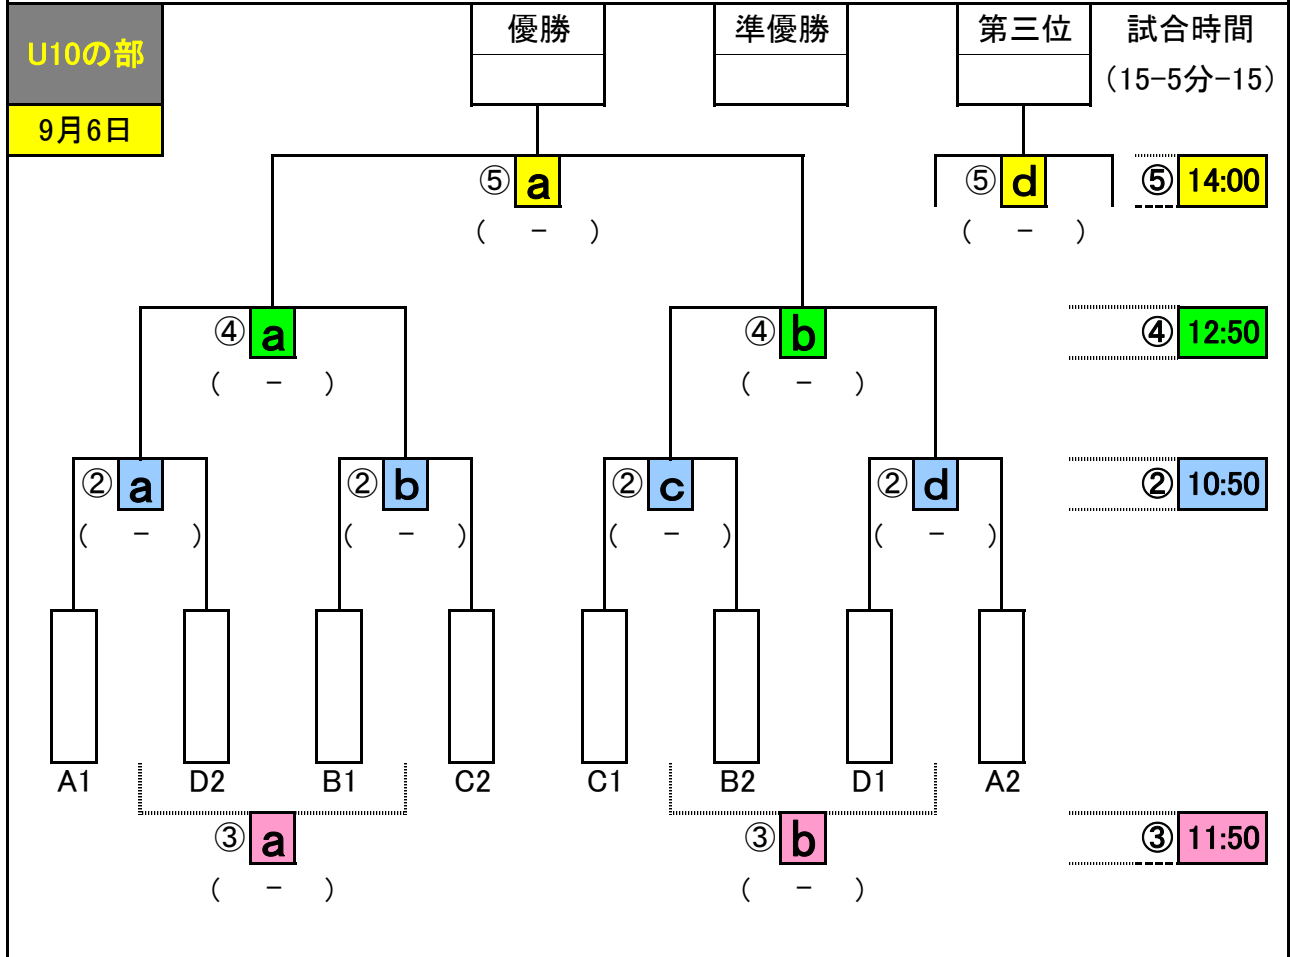 優勝 準優勝 第三位 試合時間
U10の部
(15-5分-15)
9月6日
⑤ a ⑤ d ⑤ 14:00
( - ) ( - )
④ a ④ b ④ 12:50
( - ) ( - )
② a ② b ② c ② d ② 10:50
( - ) ( - ) ( - ) ( - )
A1 D2 B1 C2 C1 B2 D1 A2
③ a ③ b ③ 11:50
( - ) ( - )